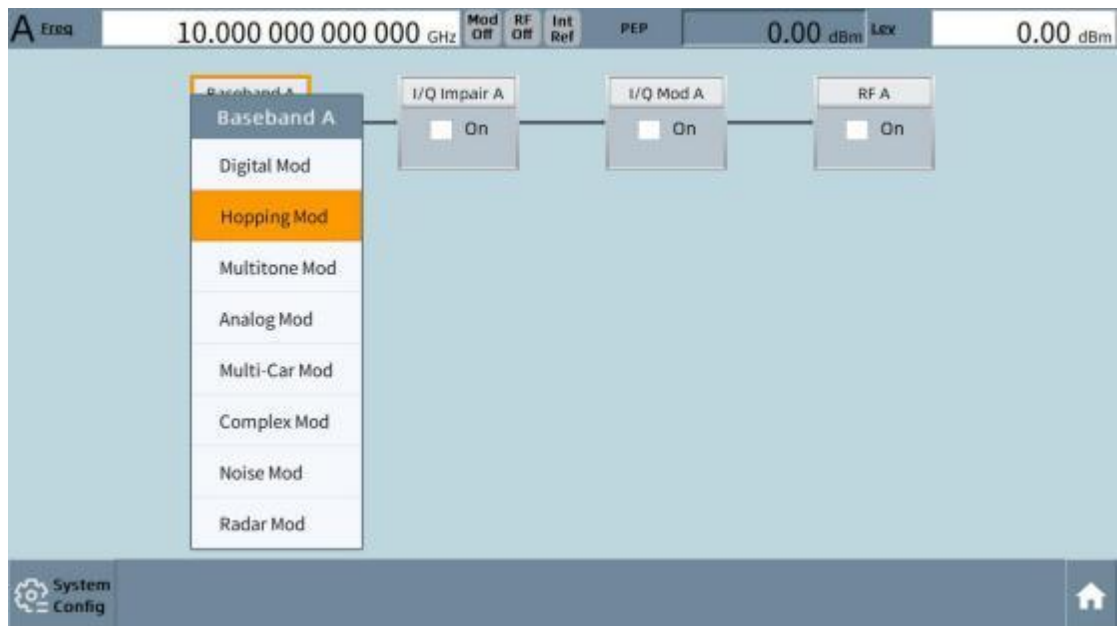 A Freq 10.000 000 000 000 GHz Mod Off RF Off Int Ref PEP 0.00 dBm Lev 0.00 dBm
Baseband A
I/Q Impair A
I/Q Mod A
RF A
Baseband A
On
On
On
Digital Mod
Hopping Mod
Multitone Mod
Analog Mod
Multi-Car Mod
Complex Mod
Noise Mod
Radar Mod
System
Config